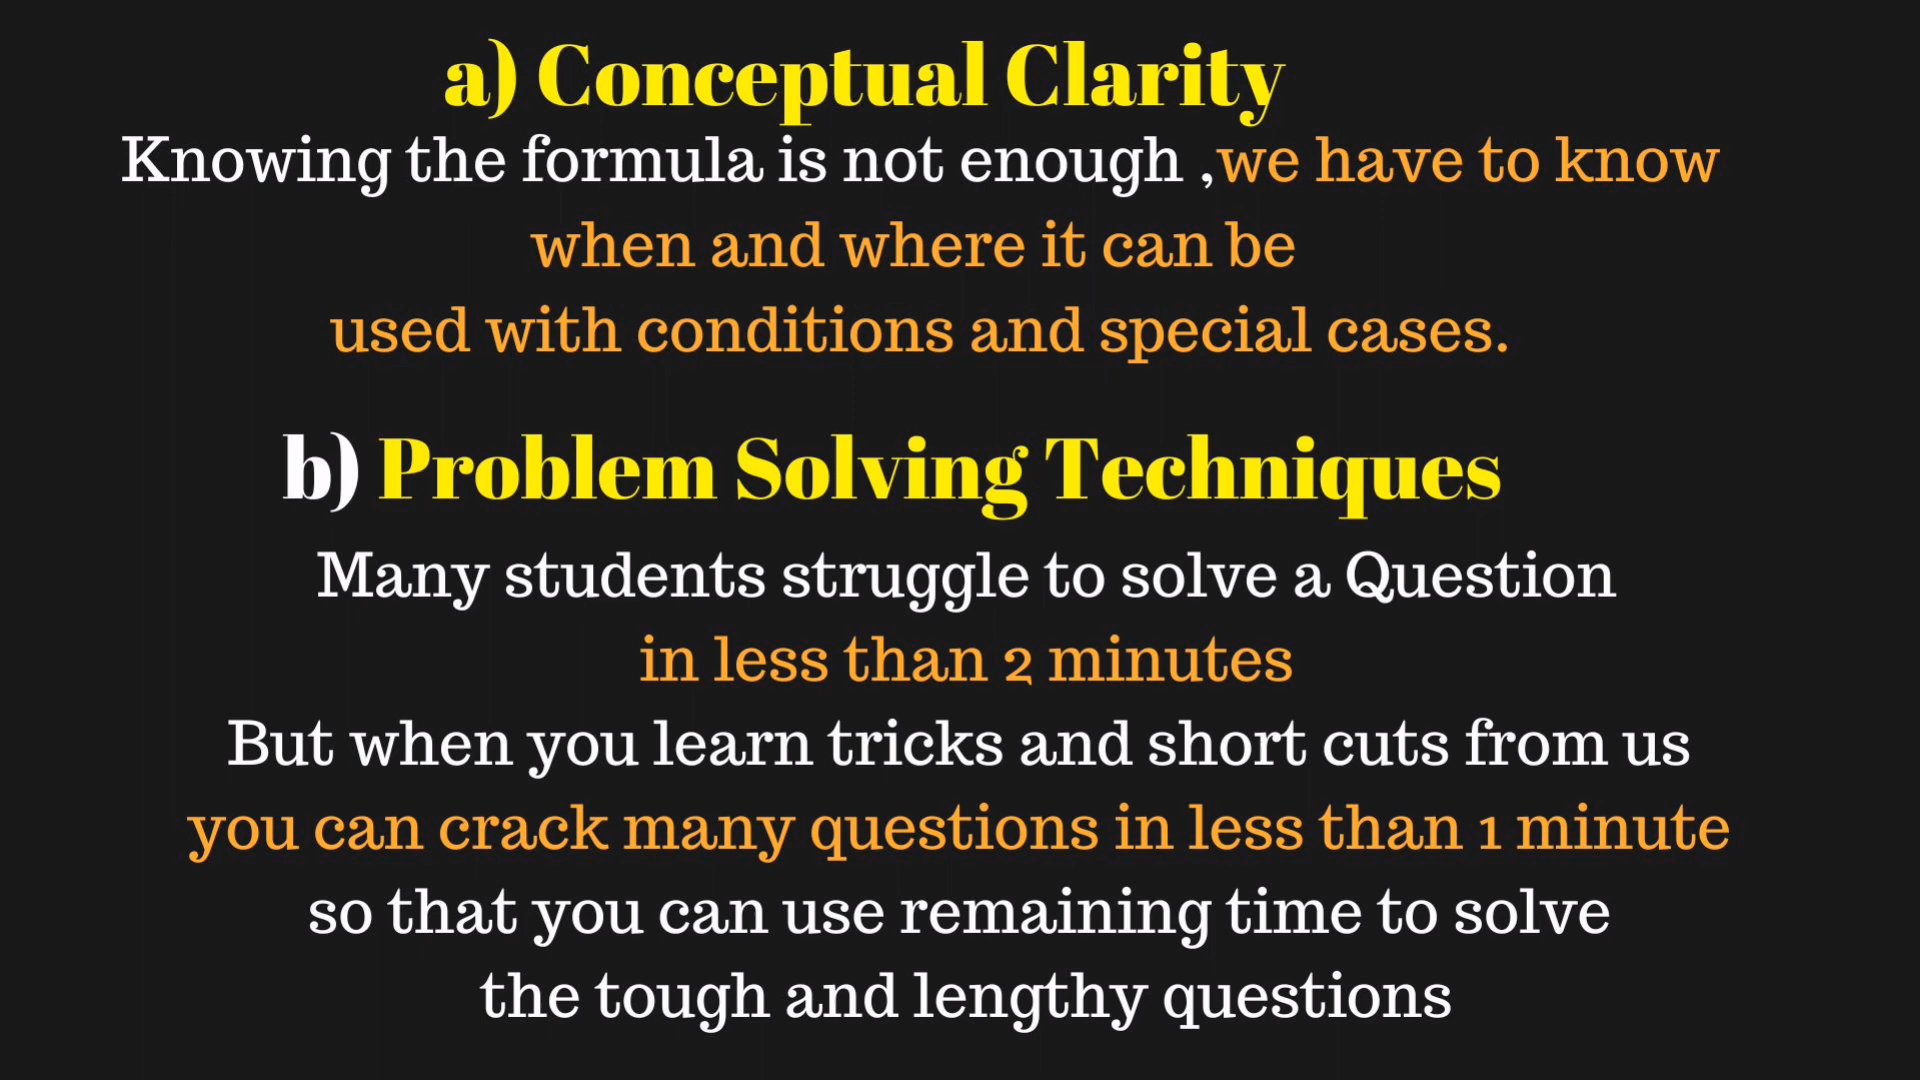 a) Conceptual Clarity
Knowing the formula is not enough ,we have to know
when and where it can be
used with conditions and special cases.
b) Problem Solving Techniques
Many students struggle to solve a Question
in less than 2 minutes
But when you learn tricks and short cuts from us
you can crack many questions in less than 1 minute
so that you can use remaining time to solve
the tough and lengthy questions